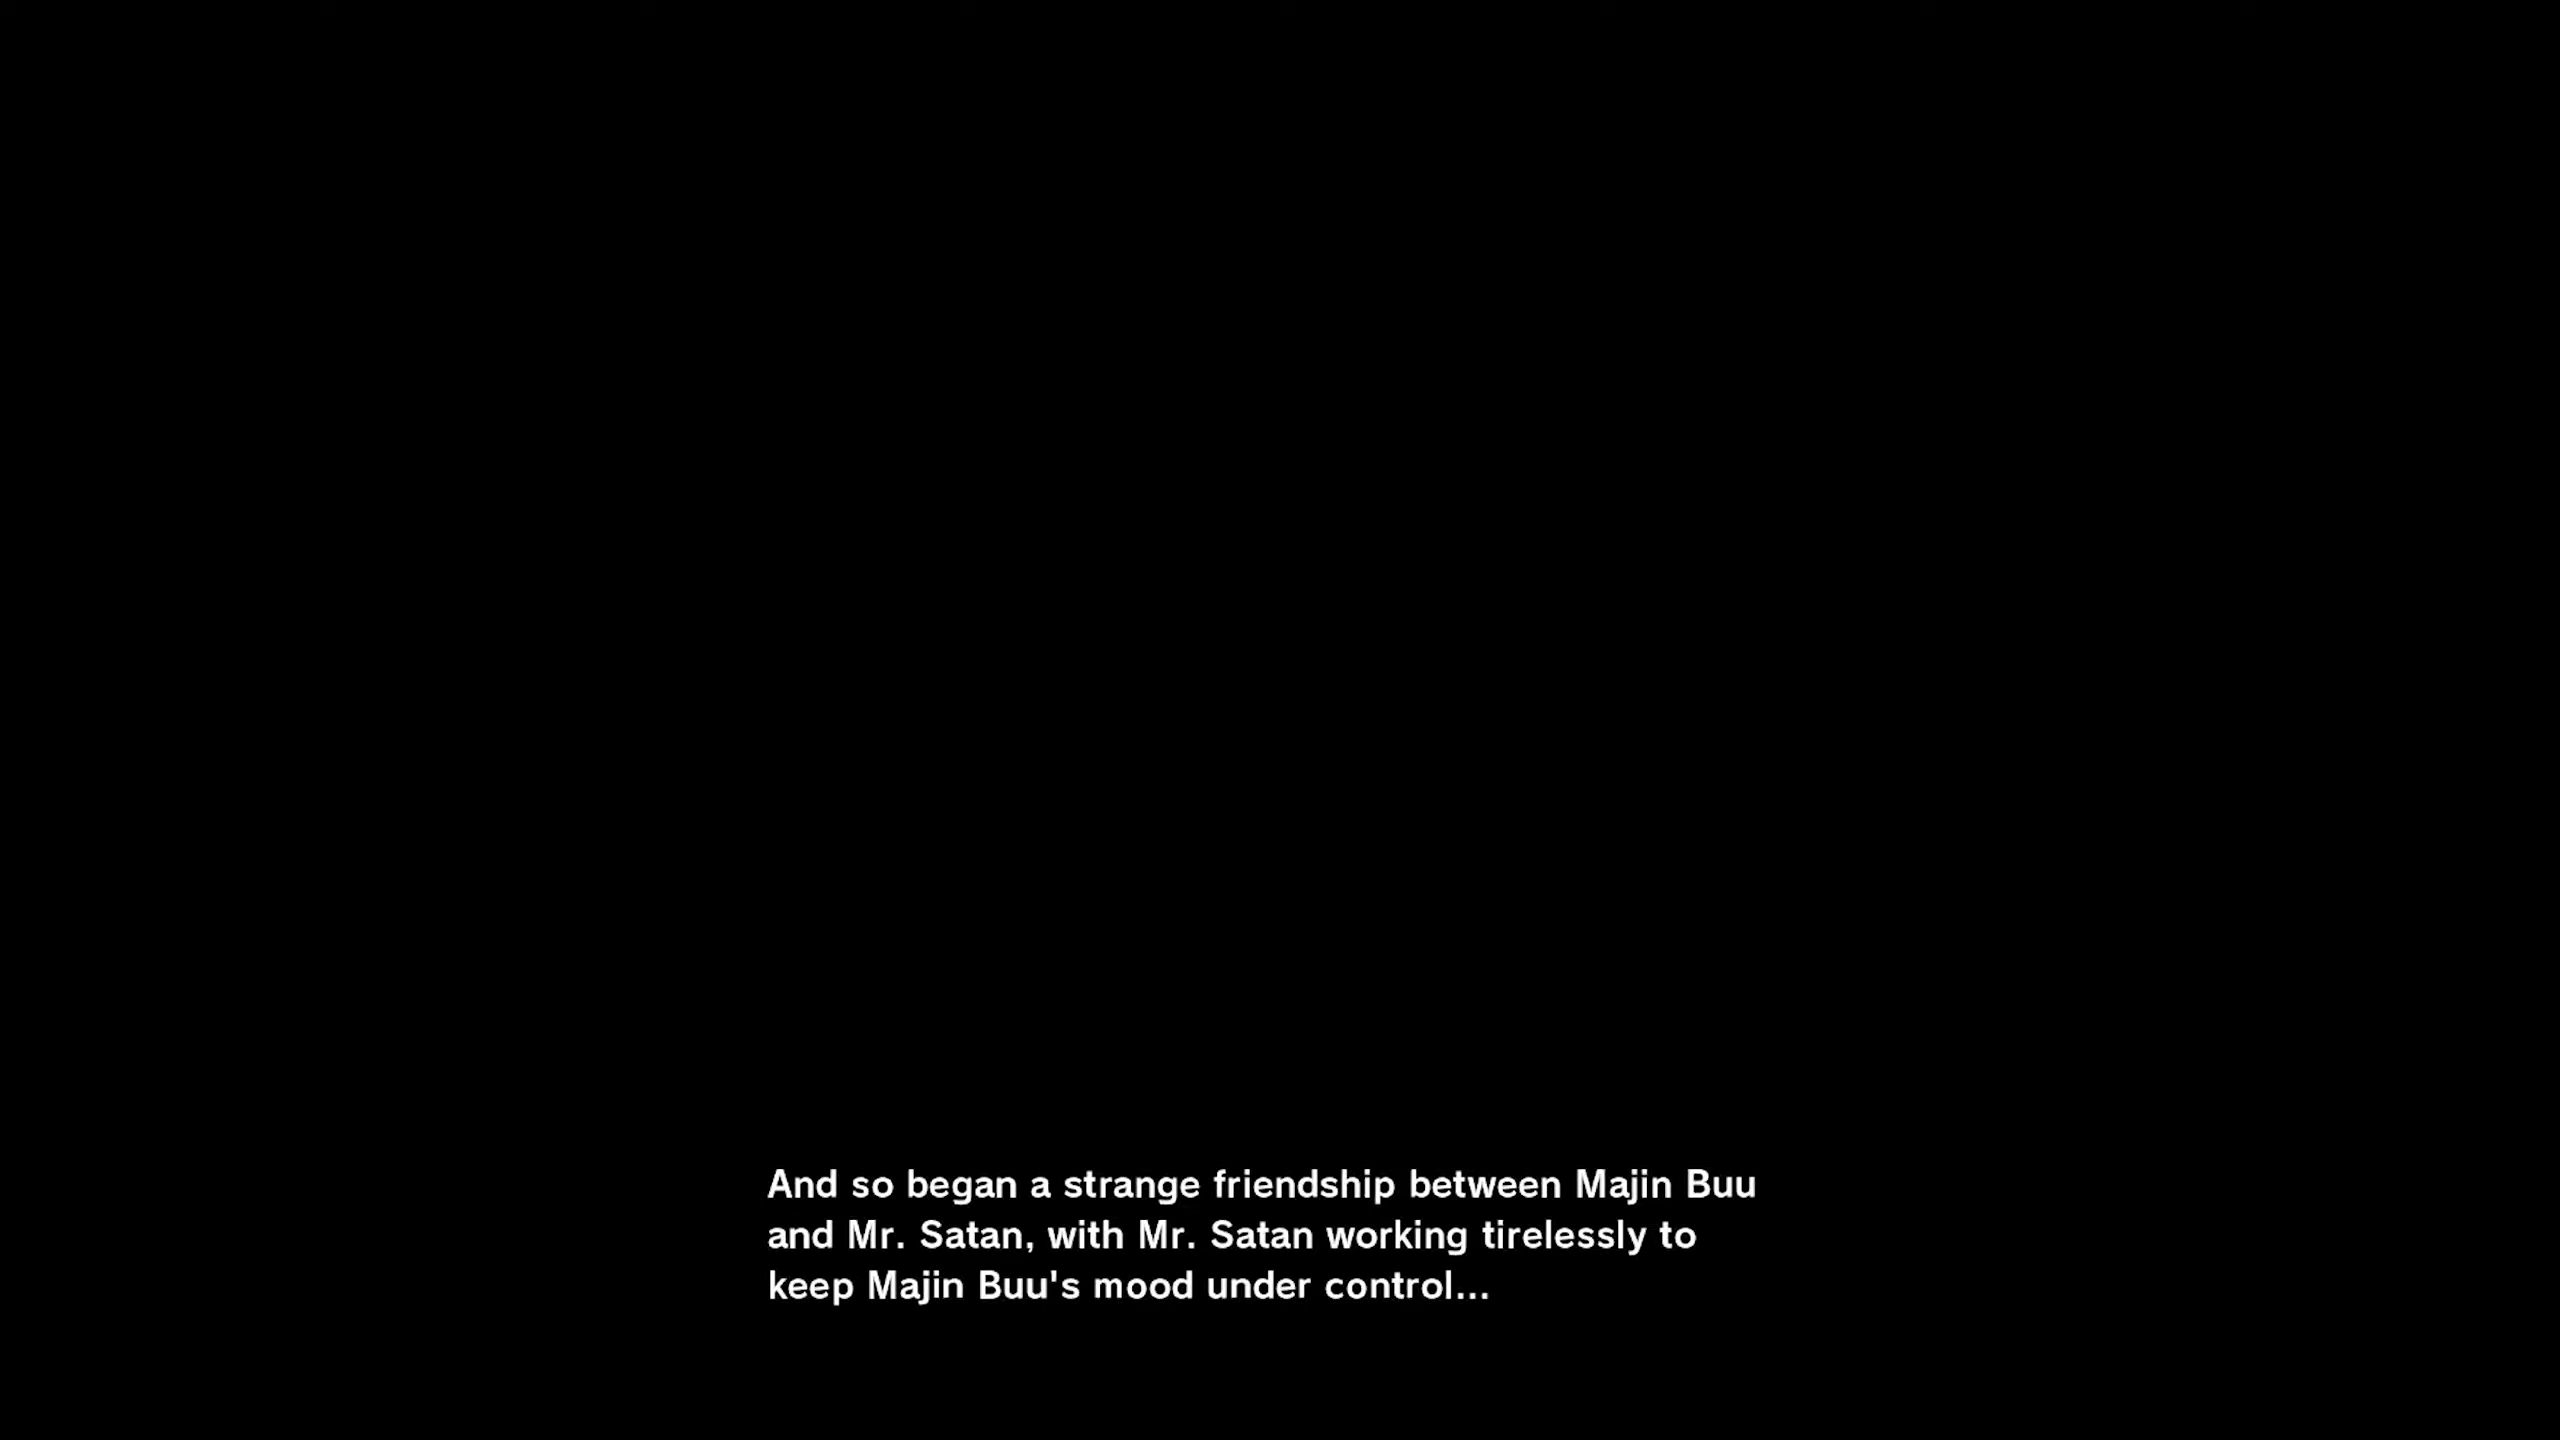 And so began a strange friendship between Majin Buu
and Mr. Satan, with Mr. Satan working tirelessly to
keep Majin Buu's mood under control...